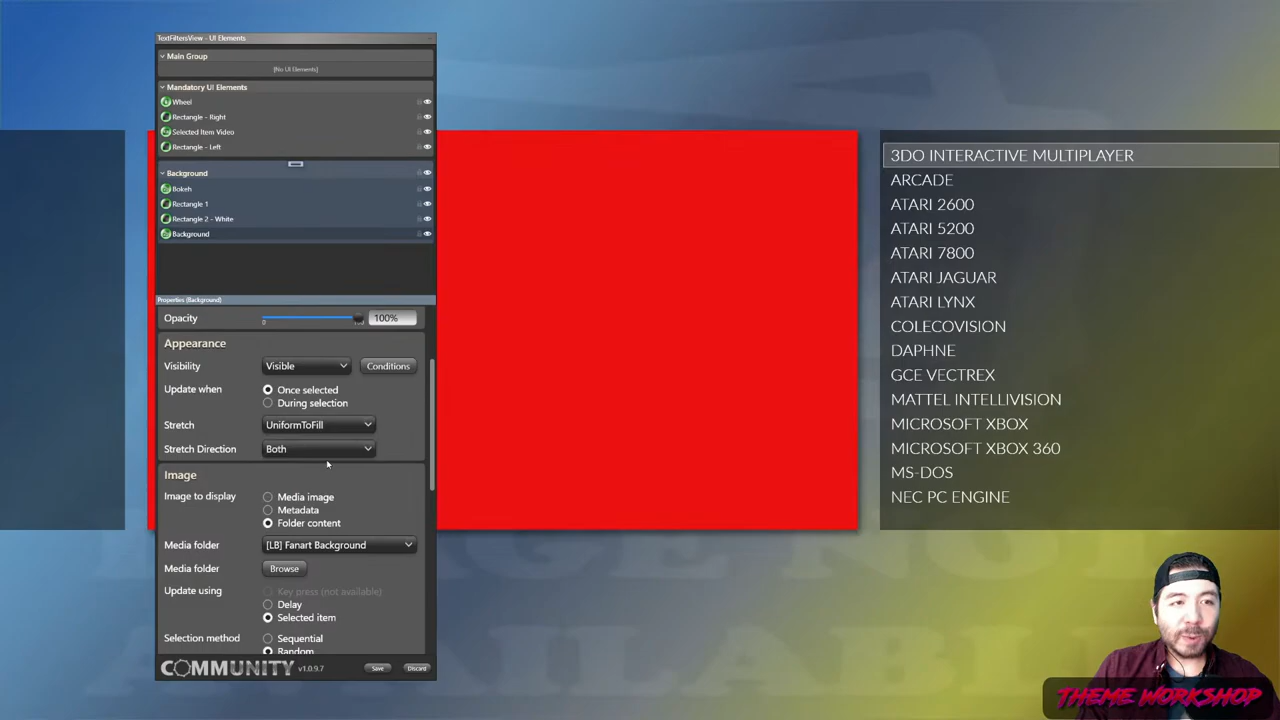 TextFiltersView - UI Elements
Main Group
[No UI Elements]
Mandatory UI Elements
Wheel
Rectangle - Right
Selected Item Video
Rectangle - Left
Background
Bokeh
Rectangle 1
Rectangle 2 - White
Background
Properties (Background)
Opacity
0
100%
Appearance
Visibility
Visible
Conditions
Update when
Once selected
During selection
Stretch
UniformToFill
Stretch Direction
Both
Image
Image to display
Media image
Metadata
Folder content
Media folder
[LB] Fanart Background
Media folder
Browse
Update using
Key press (not available)
Delay
Selected item
Selection method
Sequential
Random
COMMUNITY v1.0.9.7
Save
Discard
3DO INTERACTIVE MULTIPLAYER
ARCADE
ATARI 2600
ATARI 5200
ATARI 7800
ATARI JAGUAR
ATARI LYNX
COLECOVISION
DAPHNE
GCE VECTREX
MATTEL INTELLIVISION
MICROSOFT XBOX
MICROSOFT XBOX 360
MS-DOS
NEC PC ENGINE
THEME WORKSHOP